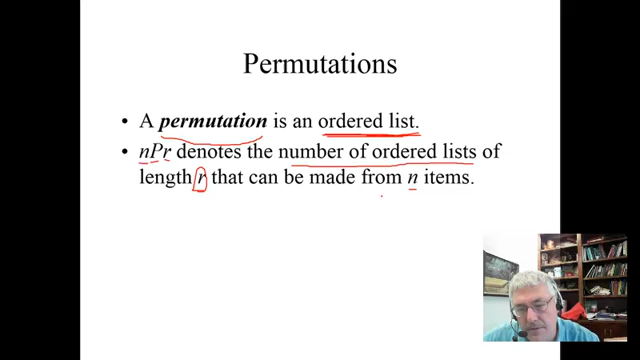 Permutations
• A permutation is an ordered list.
• nPr denotes the number of ordered lists of
length r that can be made from n items.